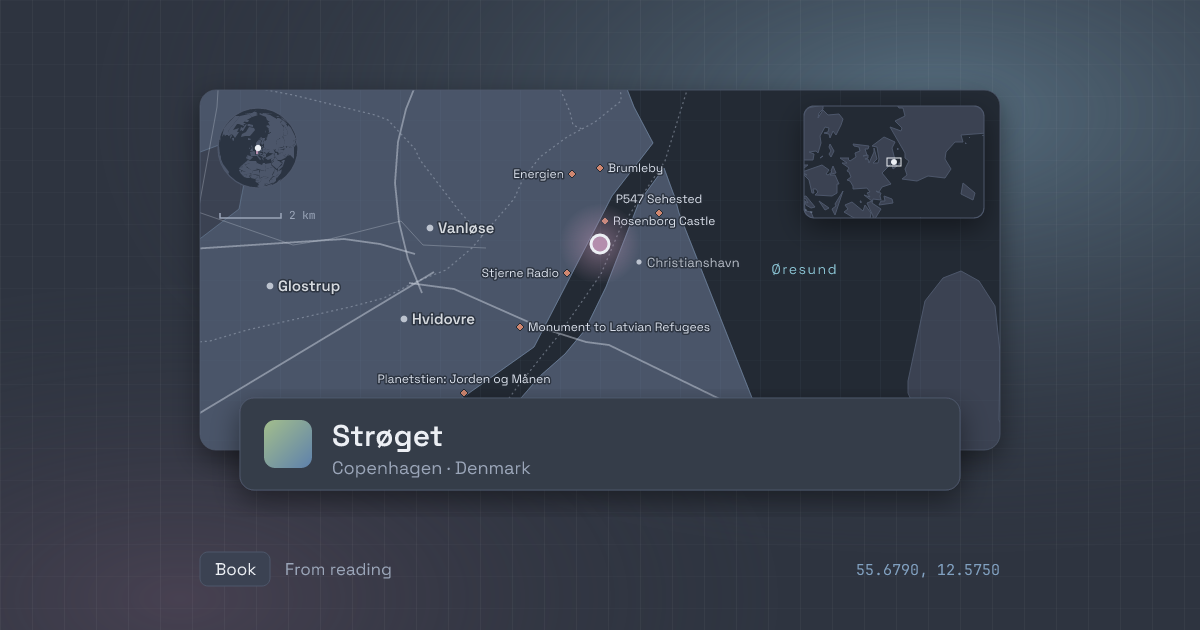 Brumleby
Energien
P547 Sehested
2 km
Rosenborg Castle
Vanløse
Christianshavn
Øresund
Stjerne Radio
Glostrup
Hvidovre
Monument to Latvian Refugees
Planetstien: Jorden og Månen
Strøget
Copenhagen · Denmark
Book
From reading
55.6790, 12.5750